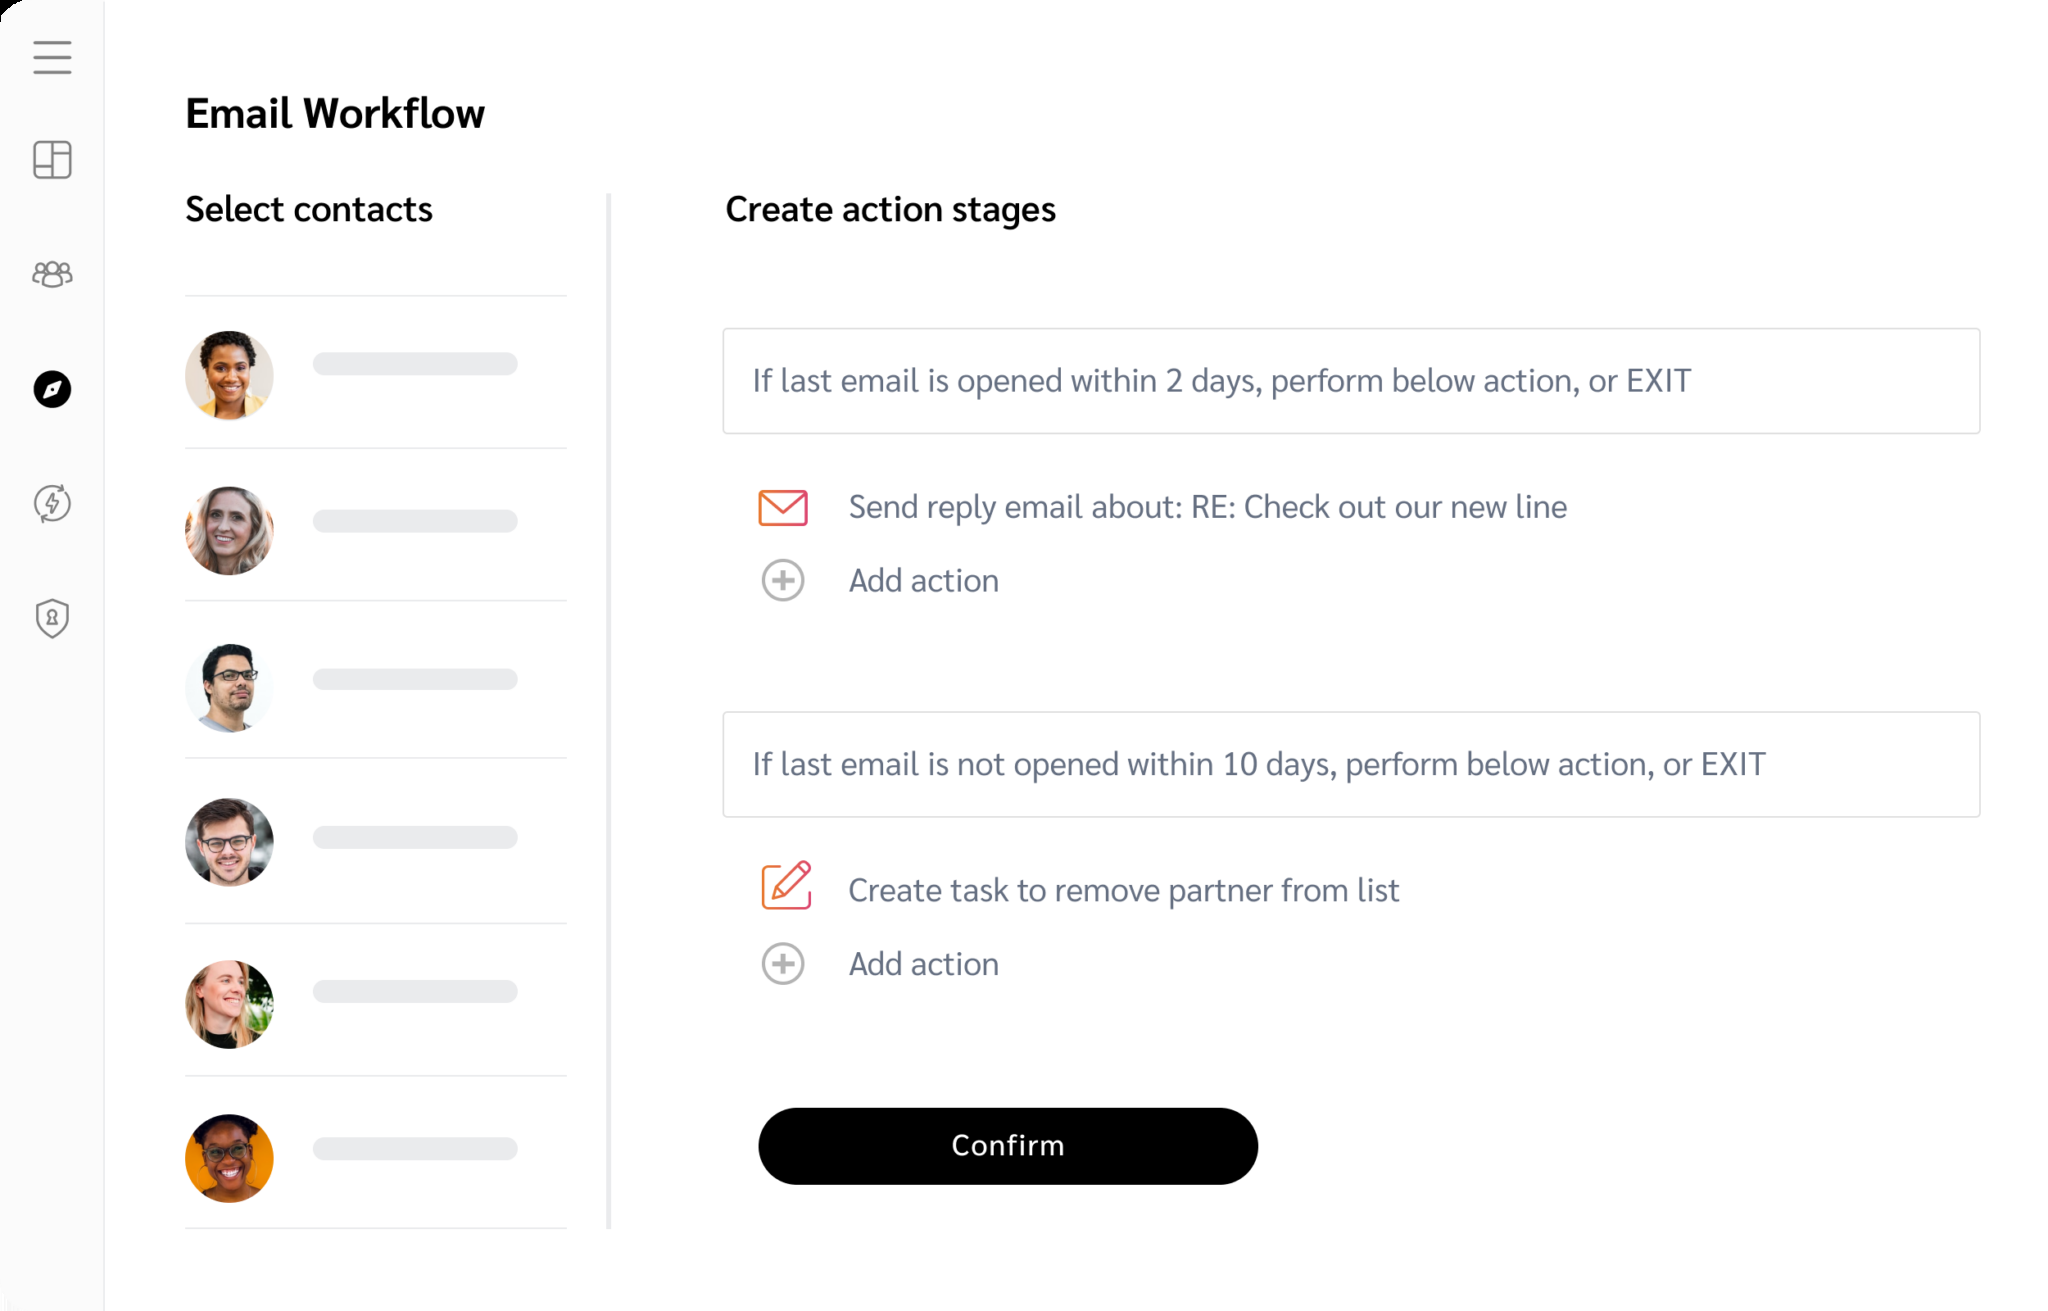 Email Workflow
Select contacts
Create action stages
If last email is opened within 2 days, perform below action, or EXIT
Send reply email about: RE: Check out our new line
Add action
If last email is not opened within 10 days, perform below action, or EXIT
Create task to remove partner from list
Add action
Confirm